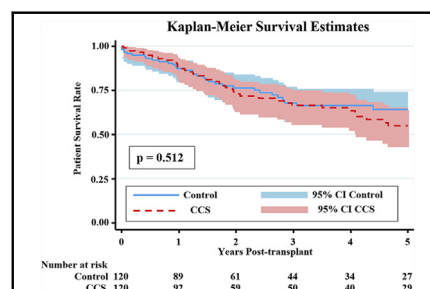 Kaplan-Meier Survival Estimates
Patient Survival Rate
1.00
0.75
0.50
0.25
0.00
p = 0.512
Control 95% CI Control
CCS 95% CI CCS
0 1 2 3 4 5
Years Post-transplant
Number at risk
Control 120 89 61 44 34 27
CCS 120 92 59 50 40 29